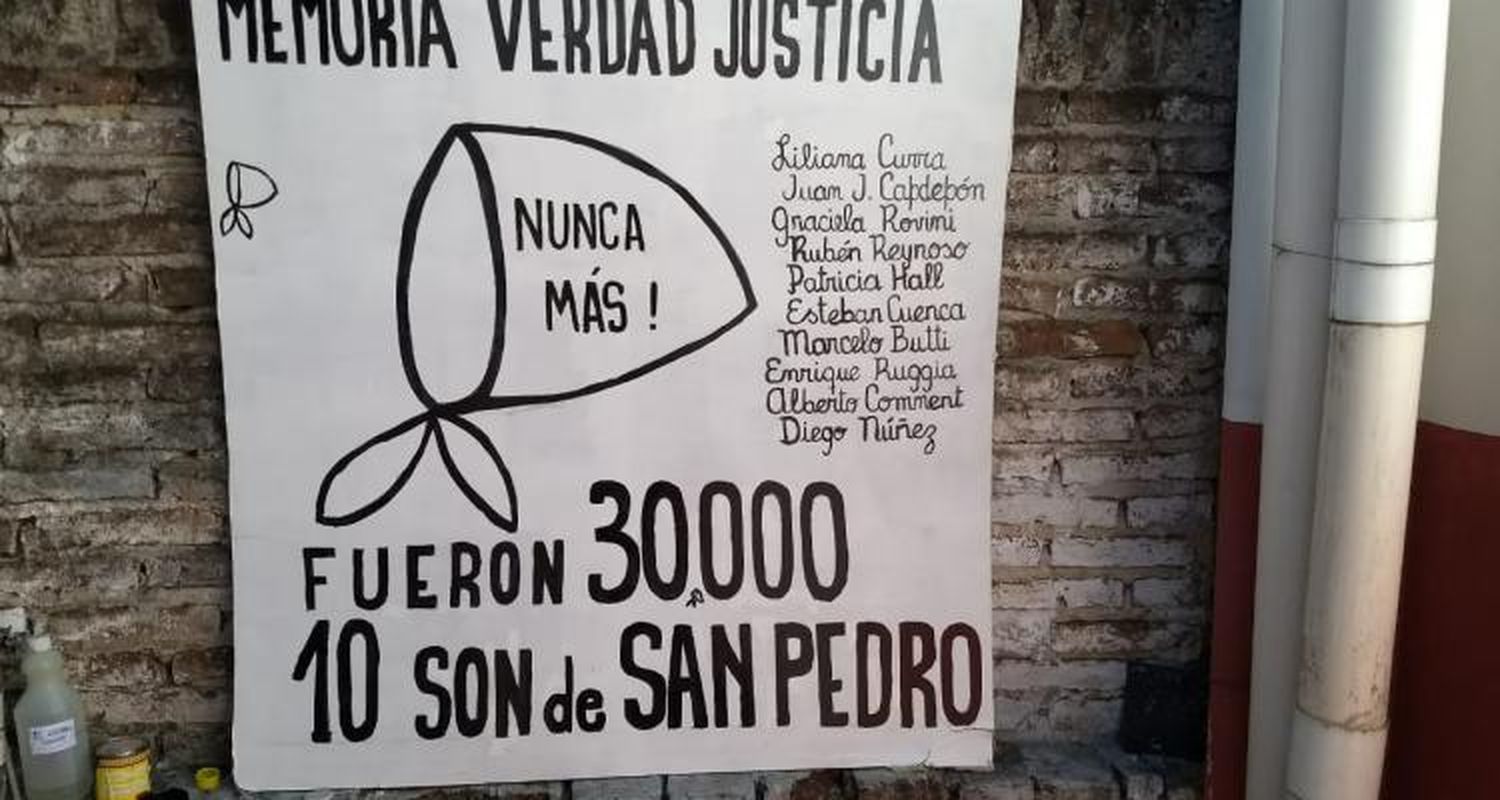 MEMORIA VERDAD JUSTICIA
NUNCA
MÁS !
Liliana Curra
Juan J. Capdepón
Graciela Rovini
Rubén Reynoso
Patricia Hall
Esteban Cuenca
Marcelo Butti
Enrique Ruggia
Alberto Comment
Diego Núñez
FUERON 30.000
10 SON de SAN PEDRO